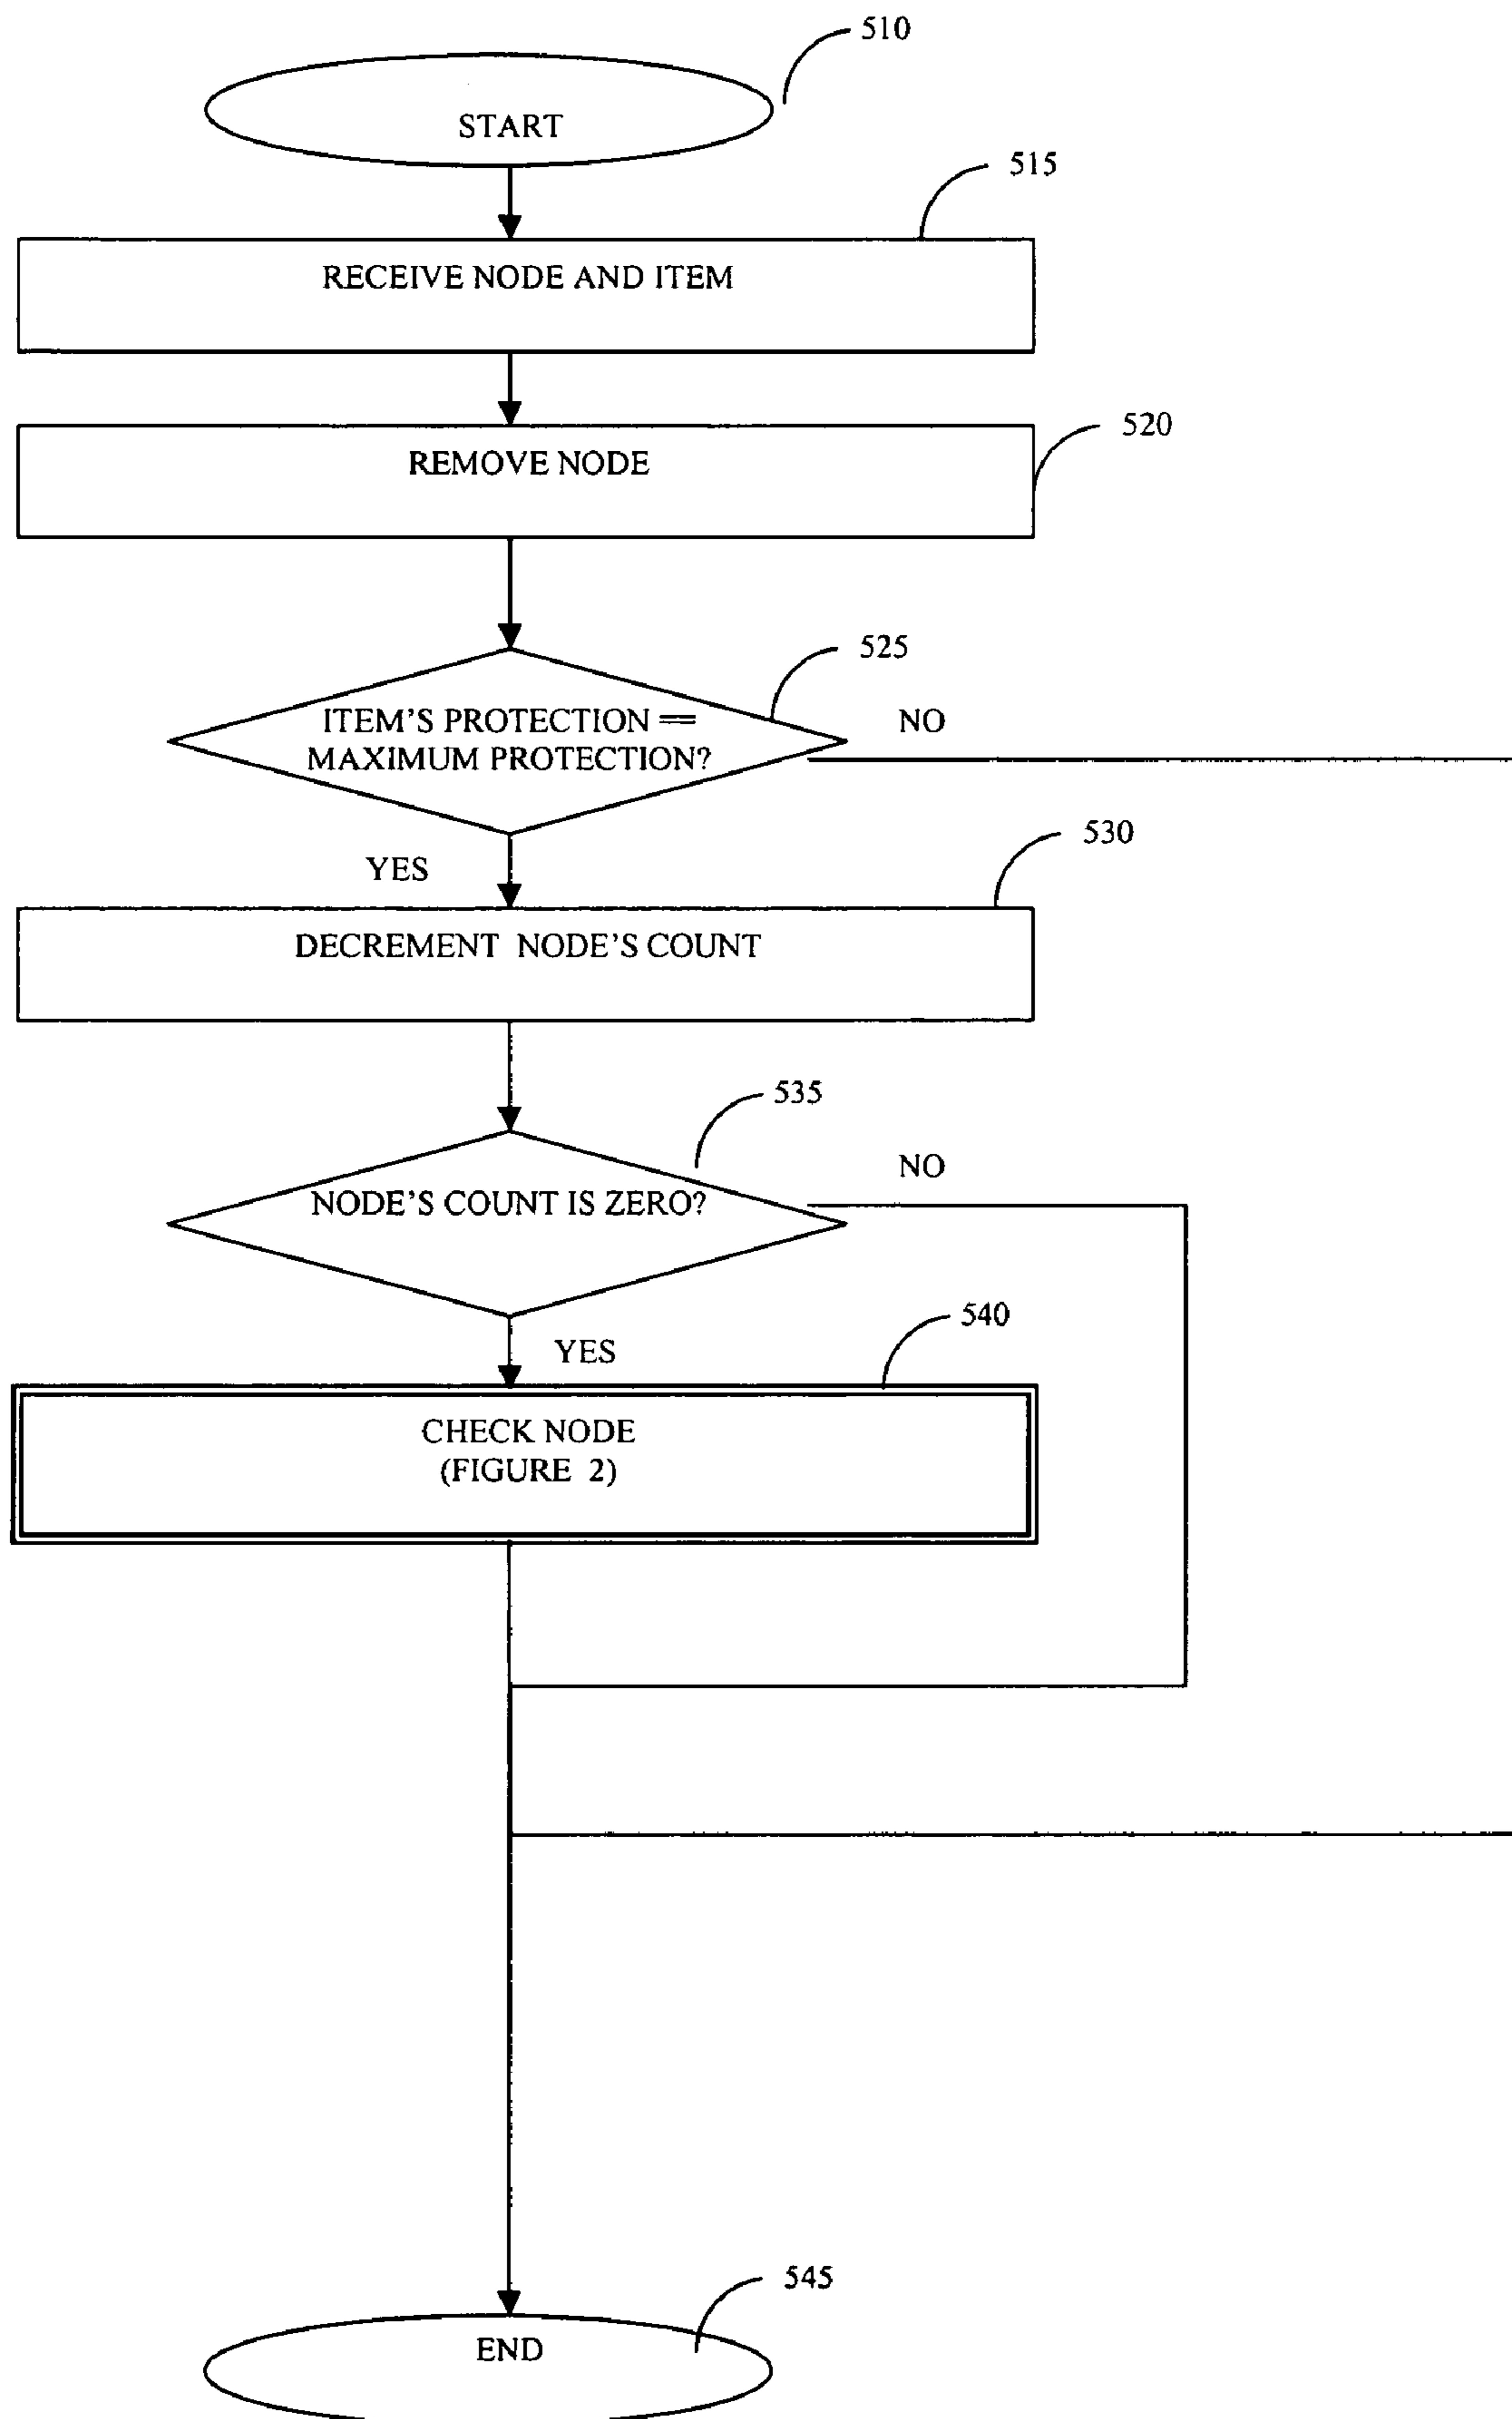 510
START
515
RECEIVE NODE AND ITEM
520
REMOVE NODE
525
ITEM'S PROTECTION ==
MAXIMUM PROTECTION?
NO
530
YES
DECREMENT NODE'S COUNT
535
NO
NODE'S COUNT IS ZERO?
540
YES
CHECK NODE
(FIGURE 2)
545
END